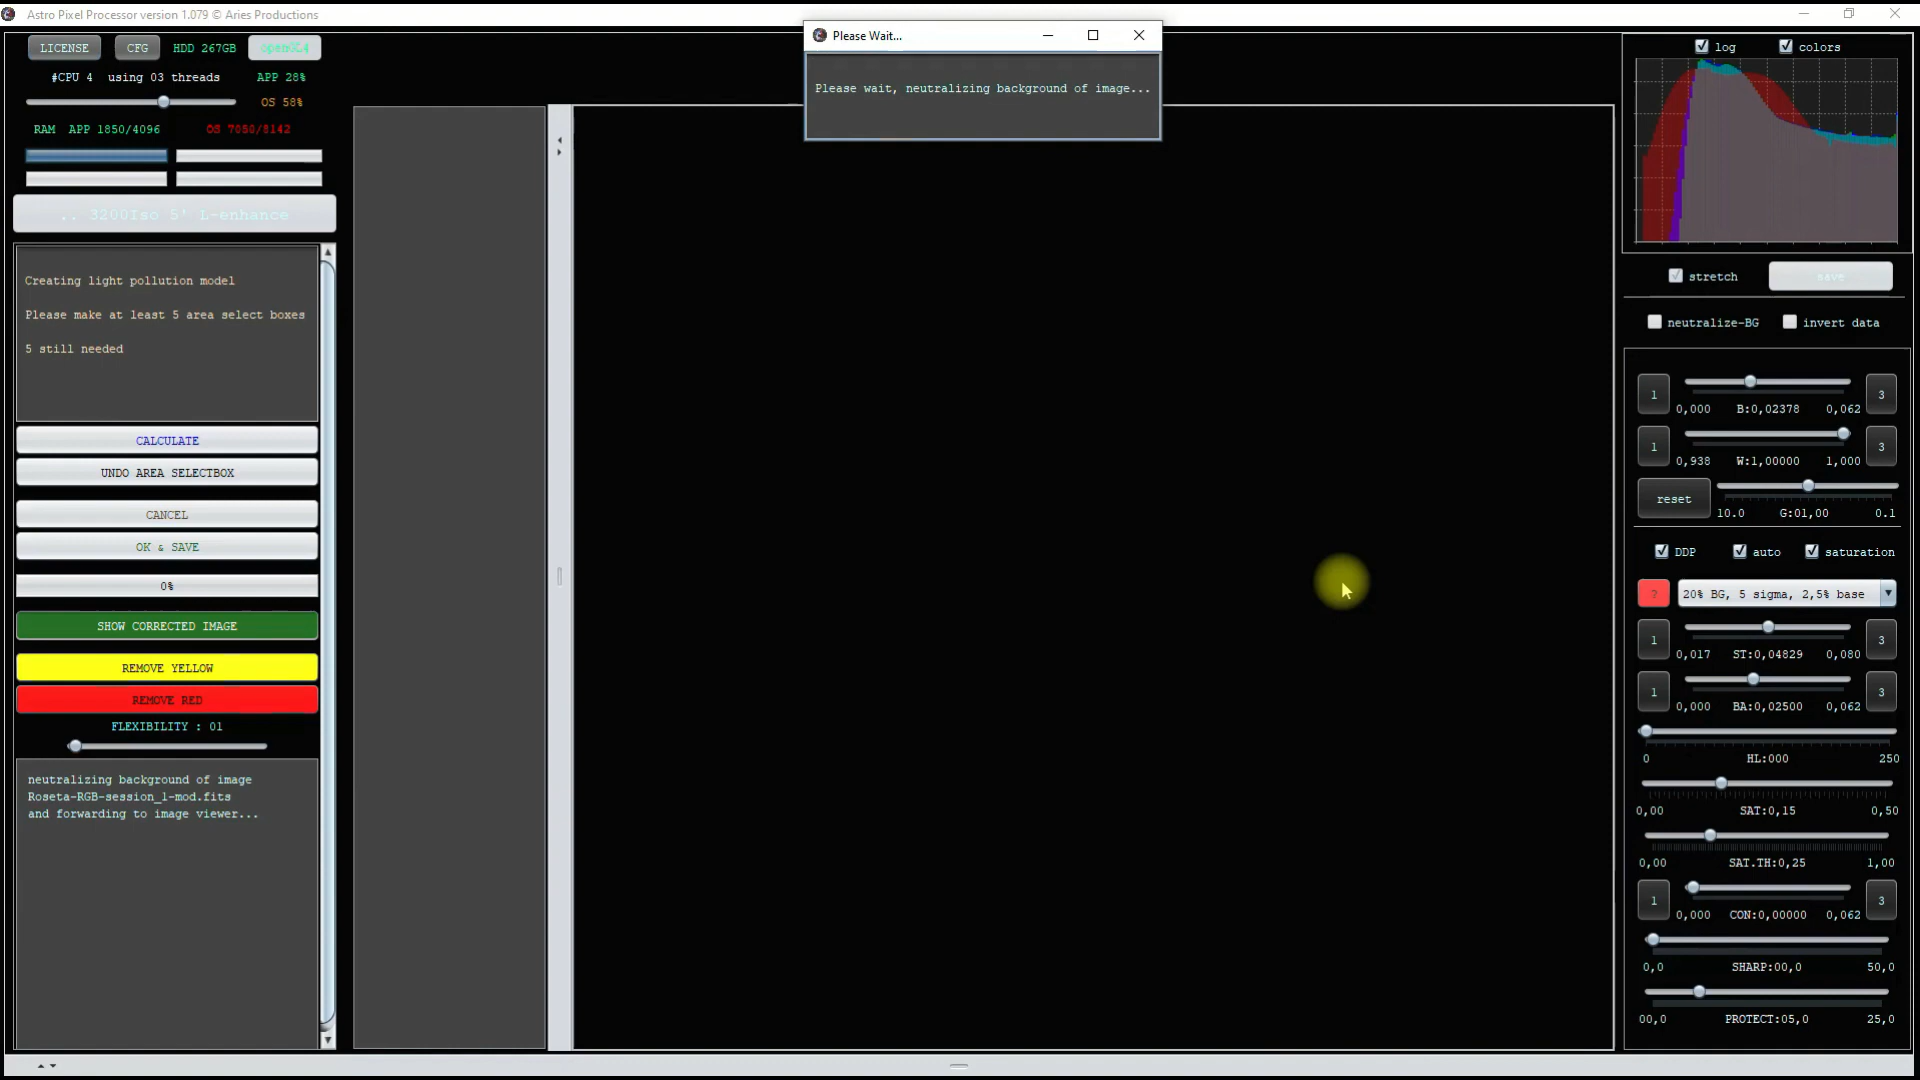 Astro Pixel Processor version 1.079 © Aries Productions
Please Wait...
LICENSE CFG HDD 267GB openGL4
#CPU 4 using 03 threads APP 28%
OS 58%
RAM APP 1850/4096 OS 7050/8142
.. 3200Iso 5' L-enhance
Please wait, neutralizing background of image...
Creating light pollution model
Please make at least 5 area select boxes
5 still needed
CALCULATE
UNDO AREA SELECTBOX
CANCEL
OK & SAVE
0%
SHOW CORRECTED IMAGE
REMOVE YELLOW
REMOVE RED
FLEXIBILITY : 01
neutralizing background of image
Roseta-RGB-session_1-mod.fits
and forwarding to image viewer...
log colors
stretch save
neutralize-BG invert data
1 3
0,000 B:0,02378 0,062
1 3
0,938 W:1,00000 1,000
reset
10.0 G:01,00 0.1
DDP auto saturation
? 20% BG, 5 sigma, 2,5% base
1 3
0,017 ST:0,04829 0,080
1 3
0,000 BA:0,02500 0,062
0 HL:000 250
0,00 SAT:0,15 0,50
0,00 SAT.TH:0,25 1,00
1 3
0,000 CON:0,00000 0,062
0,0 SHARP:00,0 50,0
00,0 PROTECT:05,0 25,0